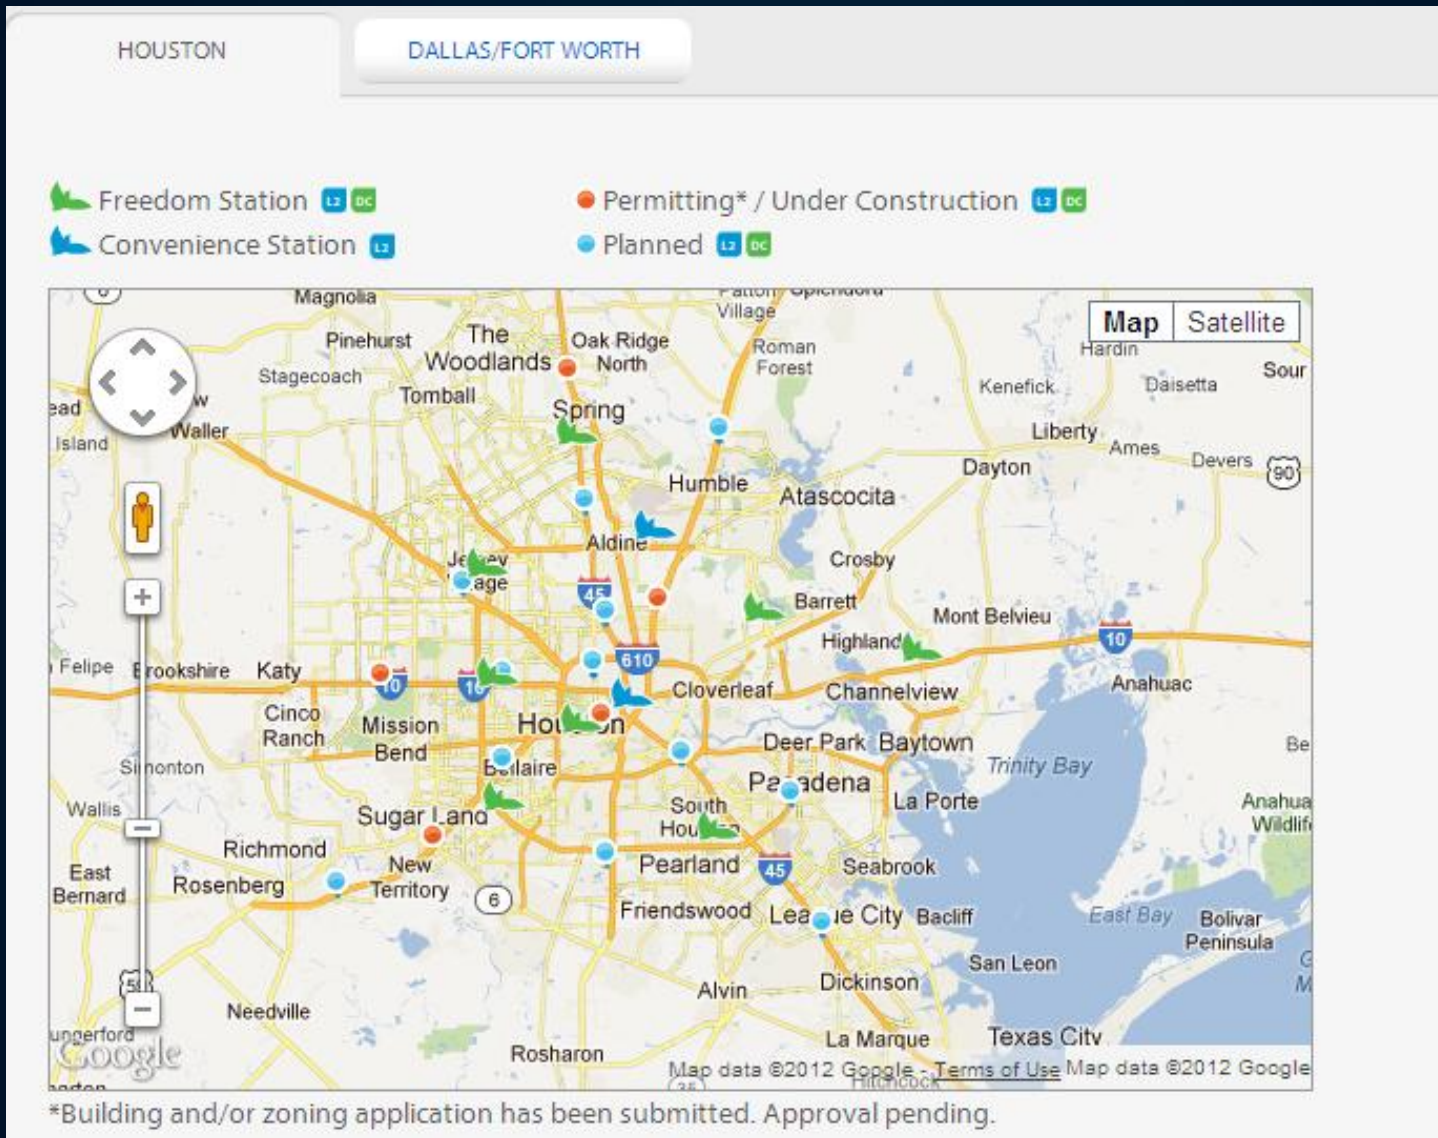 HOUSTON
DALLAS/FORT WORTH
Freedom Station L2 DC
Permitting* / Under Construction L2 DC
Convenience Station L2
Planned L2 DC
Magnolia
Village
Map
Satellite
Pinehurst
The
Woodlands
Oak Ridge
North
Roman
Forest
Hardin
Stagecoach
Tomball
Kenefick
Daisetta
Sour
Spring
Waller
Island
Liberty
Ames
Dayton
Devers
90
Humble
Atascocita
Aldine
Crosby
45
Barrett
Mont Belvieu
Highland
10
610
Felipe
Brookshire
Katy
10
10
Cloverleaf
Channelview
Anahuac
Cinco
Ranch
Mission
Bend
Deer Park
Baytown
Trinity Bay
Simonton
Bellaire
La Porte
Wallis
Sugar Land
South
Anahua
Wildlife
Richmond
New
Territory
Pearland
45
Seabrook
East
Bernard
Rosenberg
6
Friendswood
Bacliff
East Bay
Bolivar
Peninsula
San Leon
Alvin
Dickinson
Needville
La Marque
Texas City
ungerford
Google
Rosharon
Map data ©2012 Google - Terms of Use
Map data ©2012 Google
Hitchcock
*Building and/or zoning application has been submitted. Approval pending.